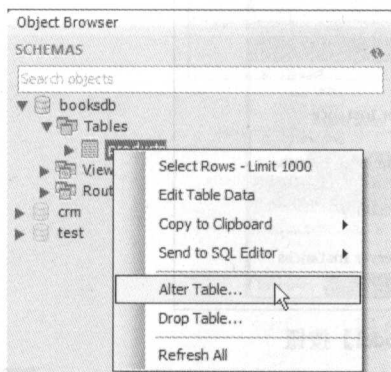 Object Browser
SCHEMAS
Search objects
booksdb
Tables
products
Select Rows - Limit 1000
View
Edit Table Data
Rout
Copy to Clipboard
crm
Send to SQL Editor
test
Alter Table...
Drop Table...
Refresh All